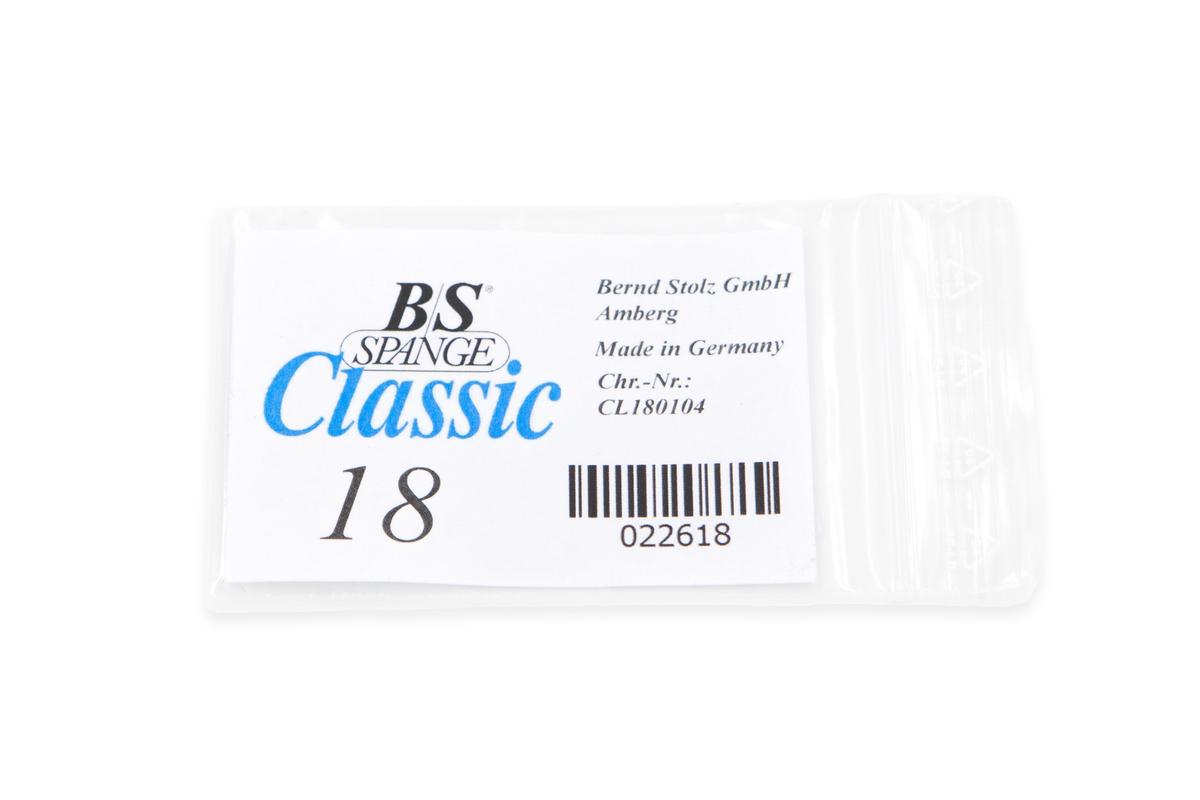 B/S®
SPANGE
Classic
18
Bernd Stolz GmbH
Amberg
Made in Germany
Chr.-Nr.:
CL180104
022618